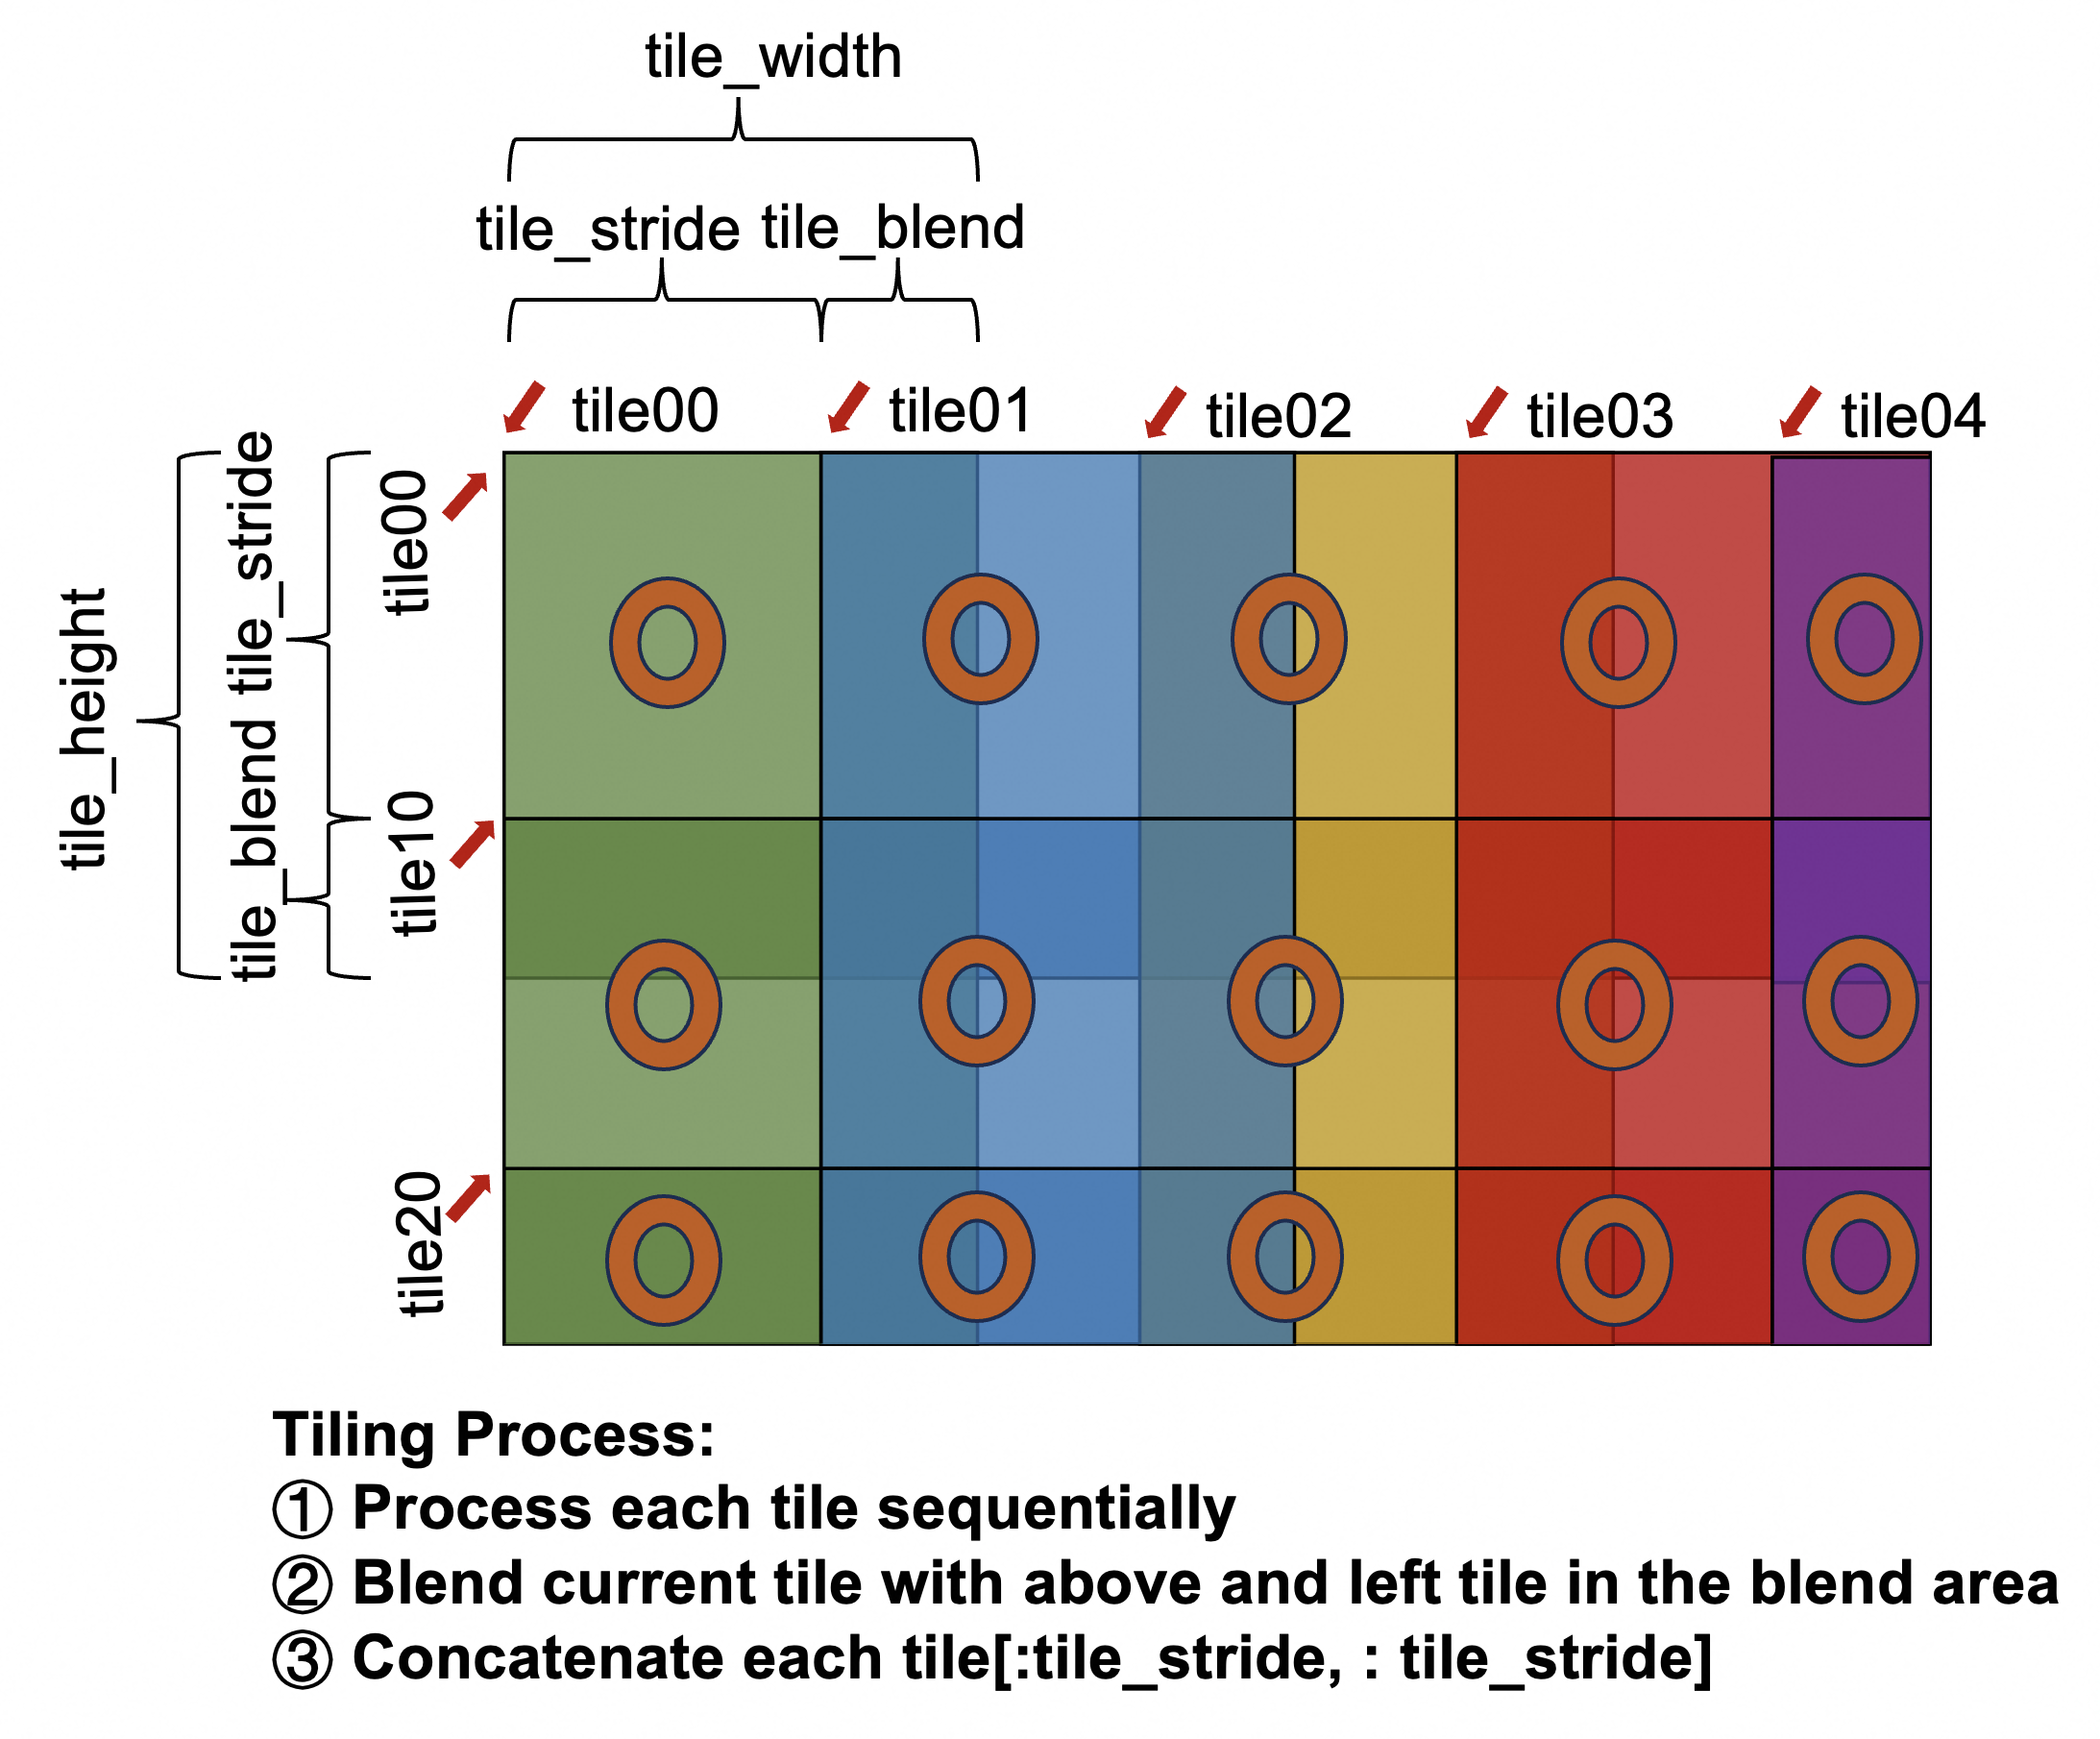 tile_width
tile_stride tile_blend
tile00 tile01 tile02 tile03 tile04
tile_height
tile_blend tile_stride
tile00
tile10
tile20
Tiling Process:
① Process each tile sequentially
② Blend current tile with above and left tile in the blend area
③ Concatenate each tile[:tile_stride, : tile_stride]